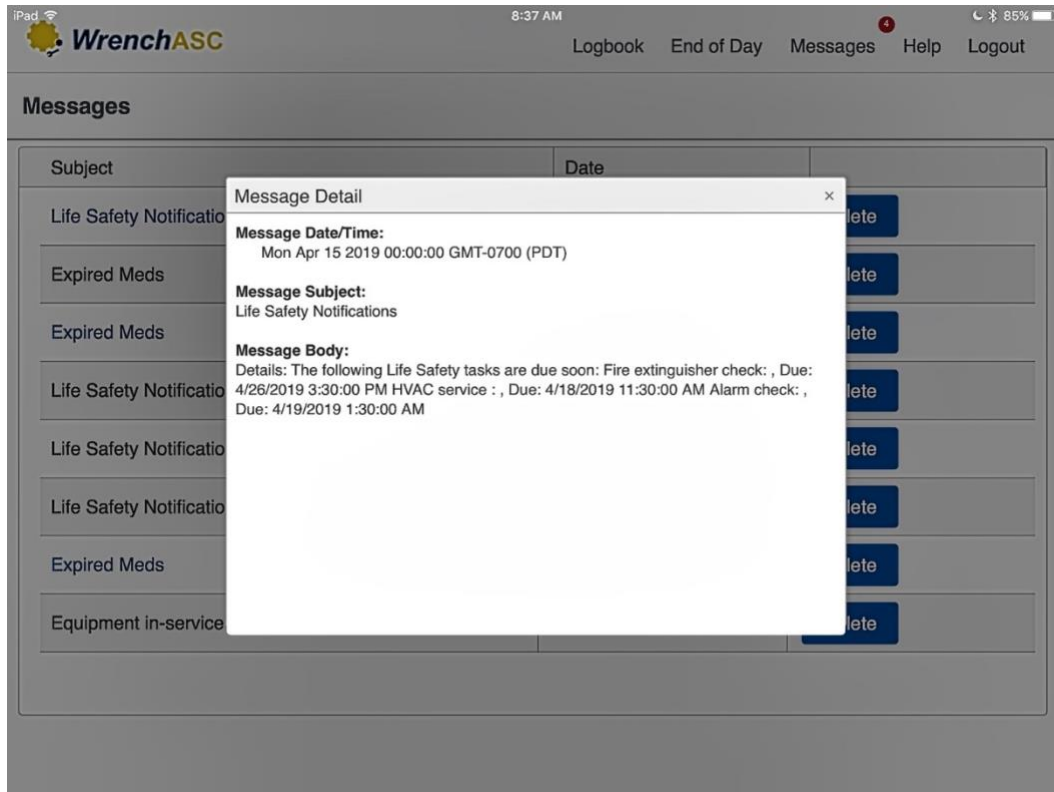 iPad 8:37 AM 85%
WrenchASC
Logbook End of Day Messages 4 Help Logout
Messages
Subject Date
Life Safety Notificatio lete
Expired Meds lete
Expired Meds lete
Life Safety Notificatio lete
Life Safety Notificatio lete
Life Safety Notificatio lete
Expired Meds lete
Equipment in-service lete
Message Detail ×
Message Date/Time:
Mon Apr 15 2019 00:00:00 GMT-0700 (PDT)
Message Subject:
Life Safety Notifications
Message Body:
Details: The following Life Safety tasks are due soon: Fire extinguisher check: , Due:
4/26/2019 3:30:00 PM HVAC service : , Due: 4/18/2019 11:30:00 AM Alarm check: ,
Due: 4/19/2019 1:30:00 AM